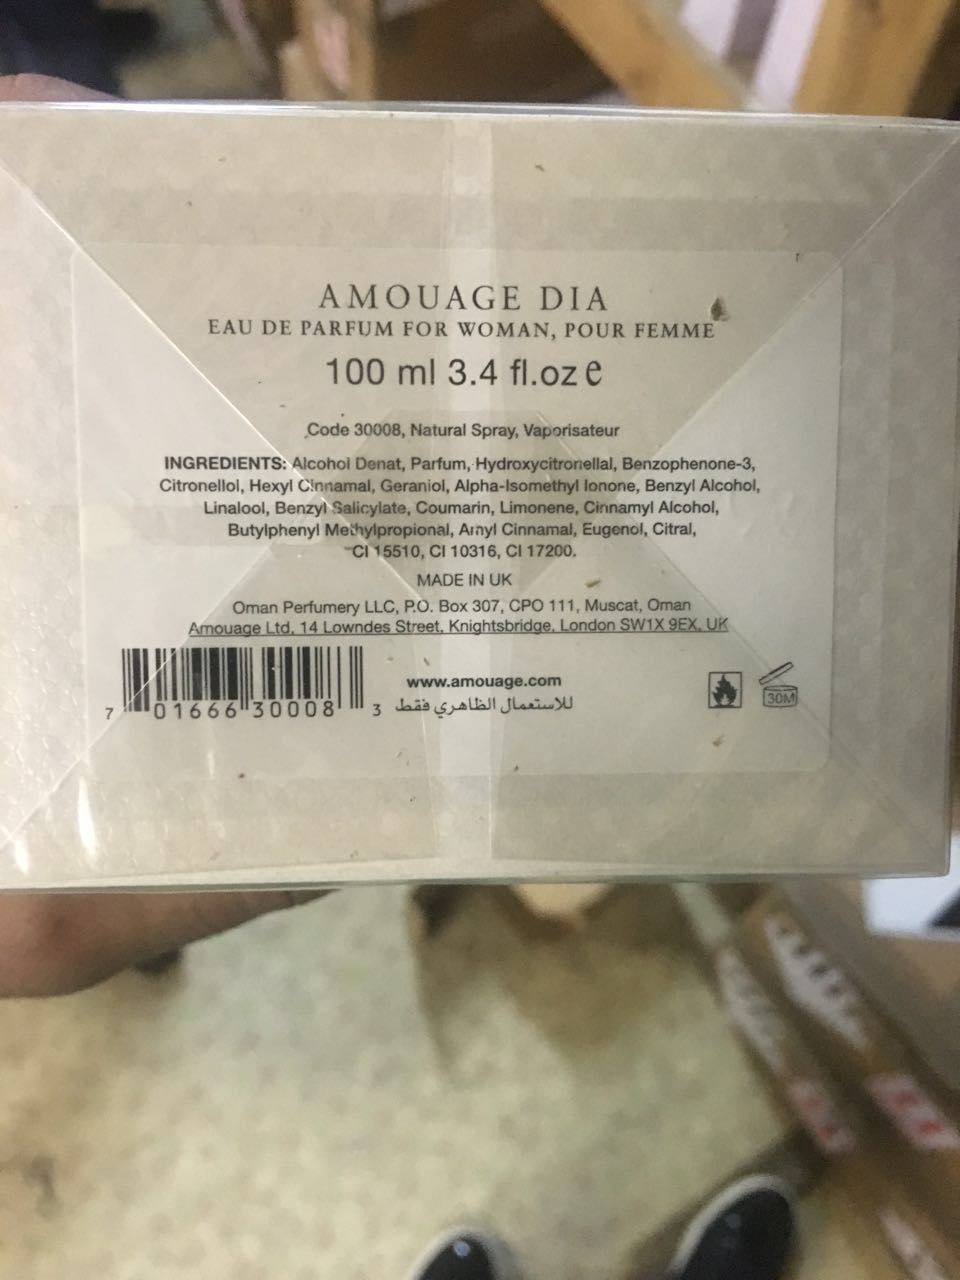 AMOUAGE DIA
EAU DE PARFUM FOR WOMAN, POUR FEMME
100 ml 3.4 fl.oz e
Code 30008, Natural Spray, Vaporisateur
INGREDIENTS: Alcohol Denat, Parfum, Hydroxycitronellal, Benzophenone-3,
Citronellol, Hexyl Cinnamal, Geraniol, Alpha-Isomethyl Ionone, Benzyl Alcohol,
Linalool, Benzyl Salicylate, Coumarin, Limonene, Cinnamyl Alcohol,
Butylphenyl Methylpropional, Amyl Cinnamal, Eugenol, Citral,
CI 15510, CI 10316, CI 17200.
MADE IN UK
Oman Perfumery LLC, P.O. Box 307, CPO 111, Muscat, Oman
Amouage Ltd, 14 Lowndes Street, Knightsbridge, London SW1X 9EX, UK
www.amouage.com
للاستعمال الظاهري فقط
7 01666 30008 3
30M